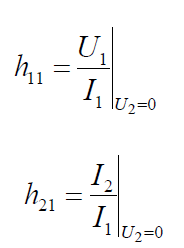 h₁₁ = U₁/I₁ |U₂=0
h₂₁ = I₂/I₁ |U₂=0